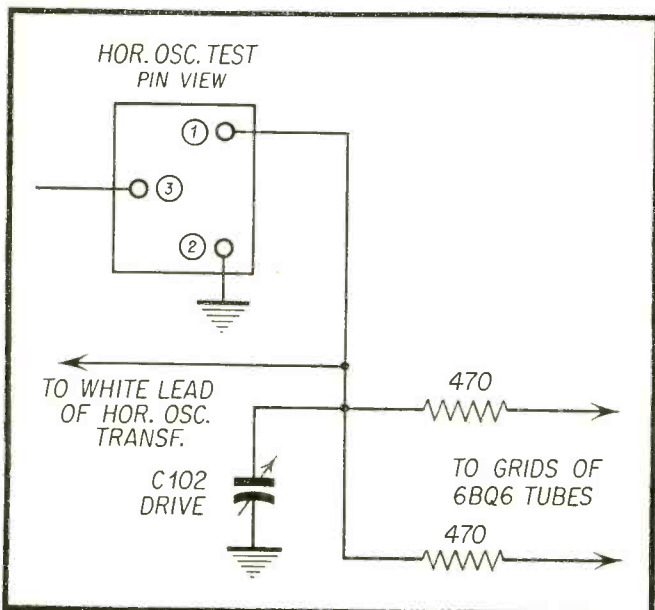 HOR. OSC. TEST
PIN VIEW
1
3
2
TO WHITE LEAD
OF HOR. OSC.
TRANSF.
C102
DRIVE
470
TO GRIDS OF
6BQ6 TUBES
470